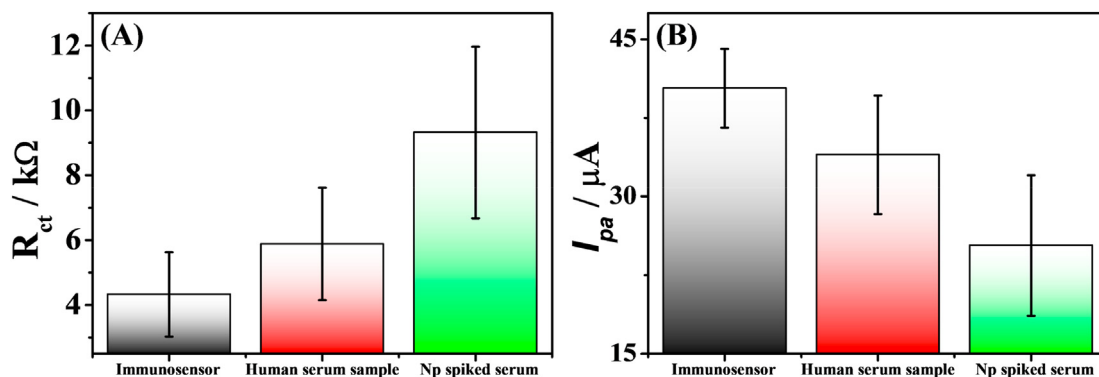 (A)
12
10
8
6
4
R_ct / kΩ
Immunosensor Human serum sample Np spiked serum
(B)
45
30
15
I_pa / μA
Immunosensor Human serum sample Np spiked serum